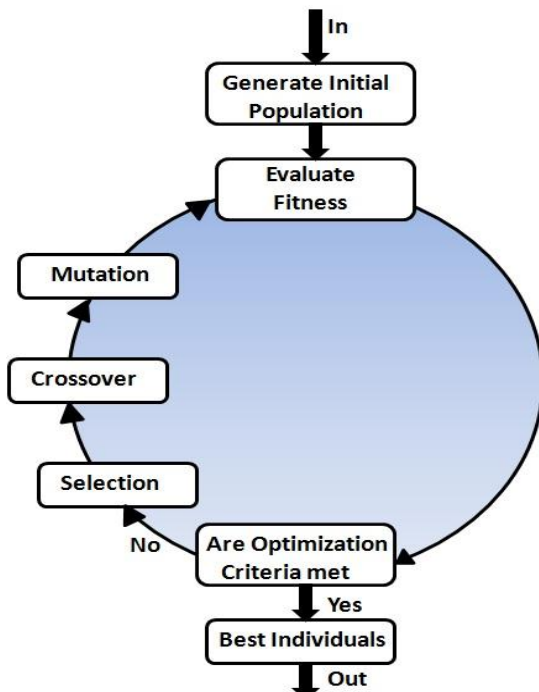 In
Generate Initial
Population
Evaluate
Fitness
Mutation
Crossover
Selection
No
Are Optimization
Criteria met
Yes
Best Individuals
Out